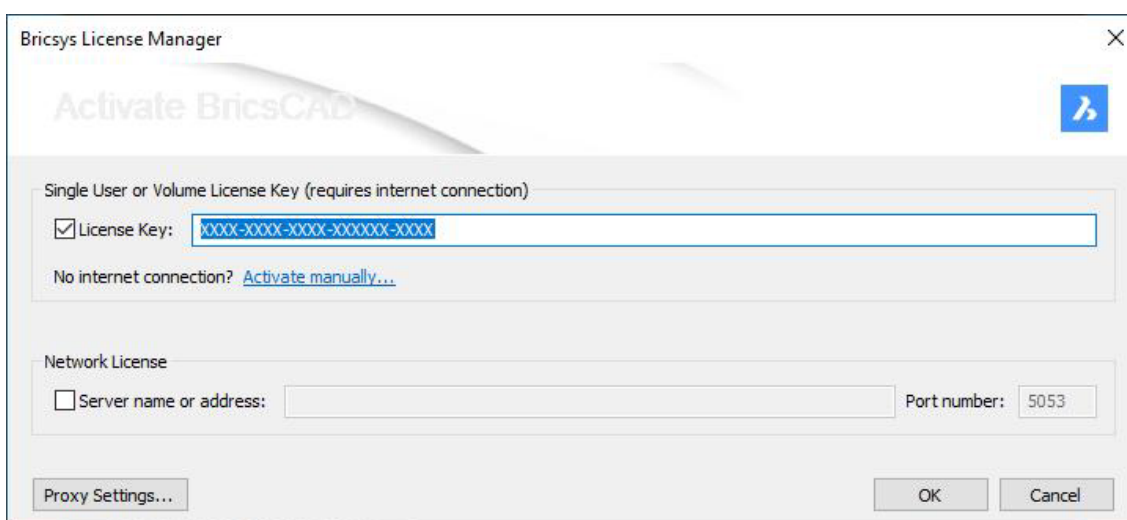 Bricsys License Manager
Activate BricsCAD
Single User or Volume License Key (requires internet connection)
License Key: XXXX-XXXX-XXXX-XXXXXX-XXXX
No internet connection? Activate manually...
Network License
Server name or address: Port number: 5053
Proxy Settings... OK Cancel